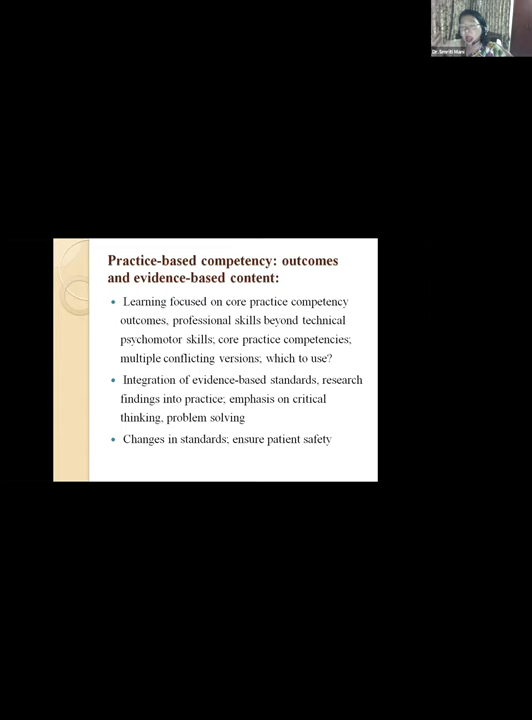 Dr.Smriti Mani
Practice-based competency: outcomes
and evidence-based content:
Learning focused on core practice competency
outcomes, professional skills beyond technical
psychomotor skills; core practice competencies;
multiple conflicting versions; which to use?
Integration of evidence-based standards, research
findings into practice; emphasis on critical
thinking, problem solving
Changes in standards; ensure patient safety